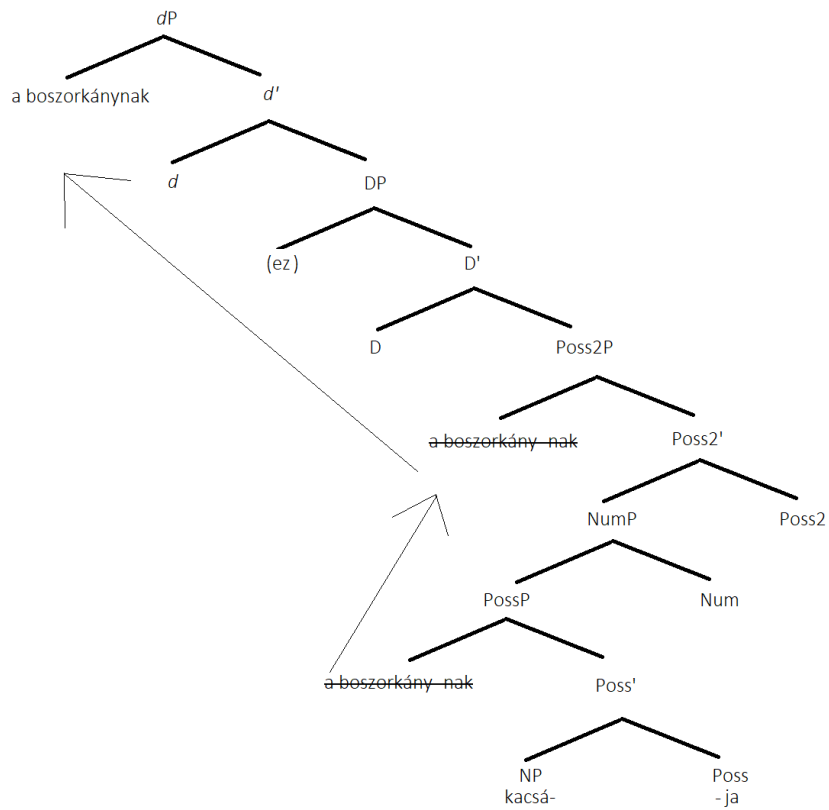 dP
a boszorkánynak
d'
d
DP
(ez )
D'
D
Poss2P
a boszorkány -nak
Poss2'
NumP
Poss2
PossP
Num
a boszorkány -nak
Poss'
NP
Poss
kacsá-
- ja